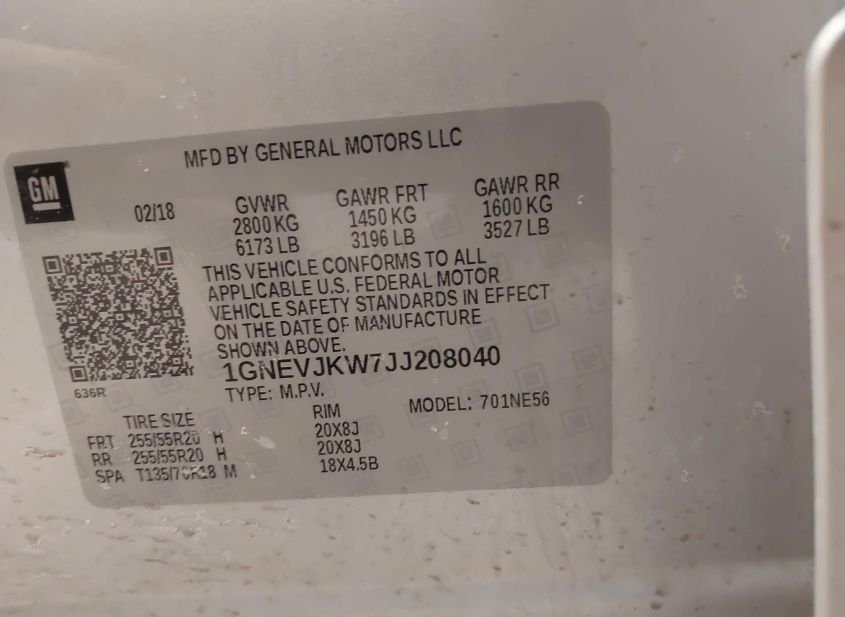 MFD BY GENERAL MOTORS LLC
GM
02/18
GVWR
2800 KG
6173 LB
GAWR FRT
1450 KG
3196 LB
GAWR RR
1600 KG
3527 LB
THIS VEHICLE CONFORMS TO ALL
APPLICABLE U.S. FEDERAL MOTOR
VEHICLE SAFETY STANDARDS IN EFFECT
ON THE DATE OF MANUFACTURE
SHOWN ABOVE.
1GNEVJKW7JJ208040
TYPE: M.P.V.
MODEL: 701NE56
636R
TIRE SIZE
RIM
FRT 255/55R20 H 20X8J
RR 255/55R20 H 20X8J
SPA T135/70R18 M 18X4.5B